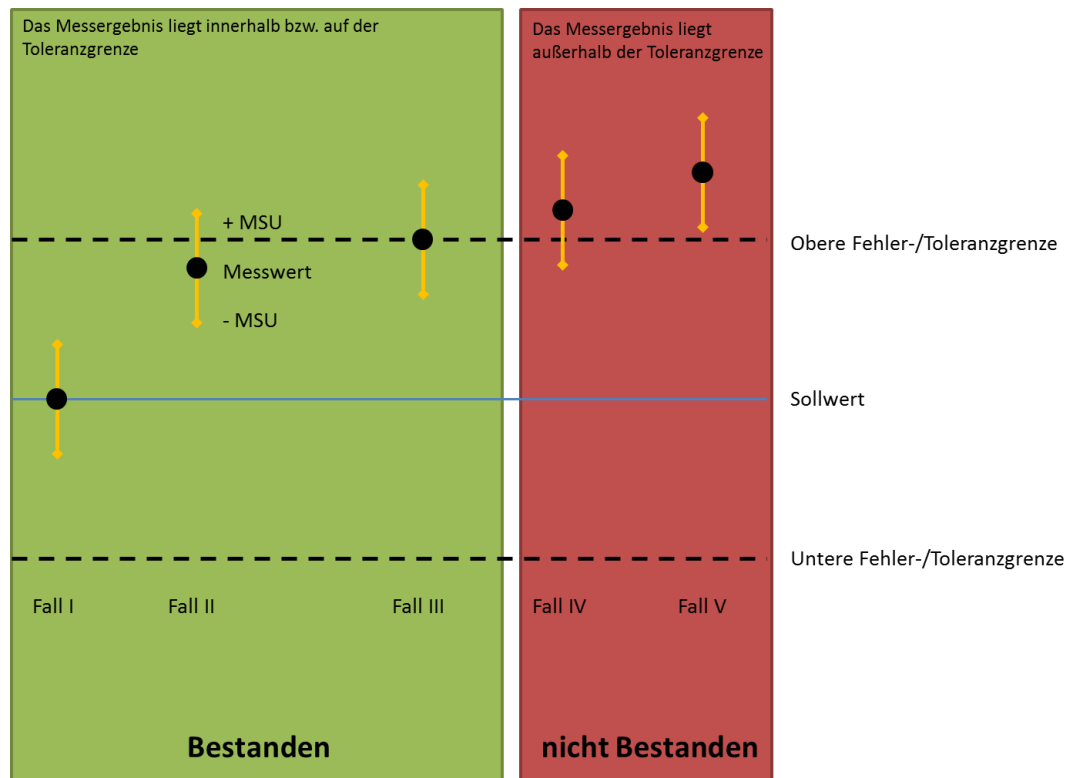 Das Messergebnis liegt innerhalb bzw. auf der
Toleranzgrenze
Das Messergebnis liegt
außerhalb der Toleranzgrenze
+ MSU
Messwert
- MSU
Obere Fehler-/Toleranzgrenze
Sollwert
Untere Fehler-/Toleranzgrenze
Fall I
Fall II
Fall III
Fall IV
Fall V
Bestanden
nicht Bestanden